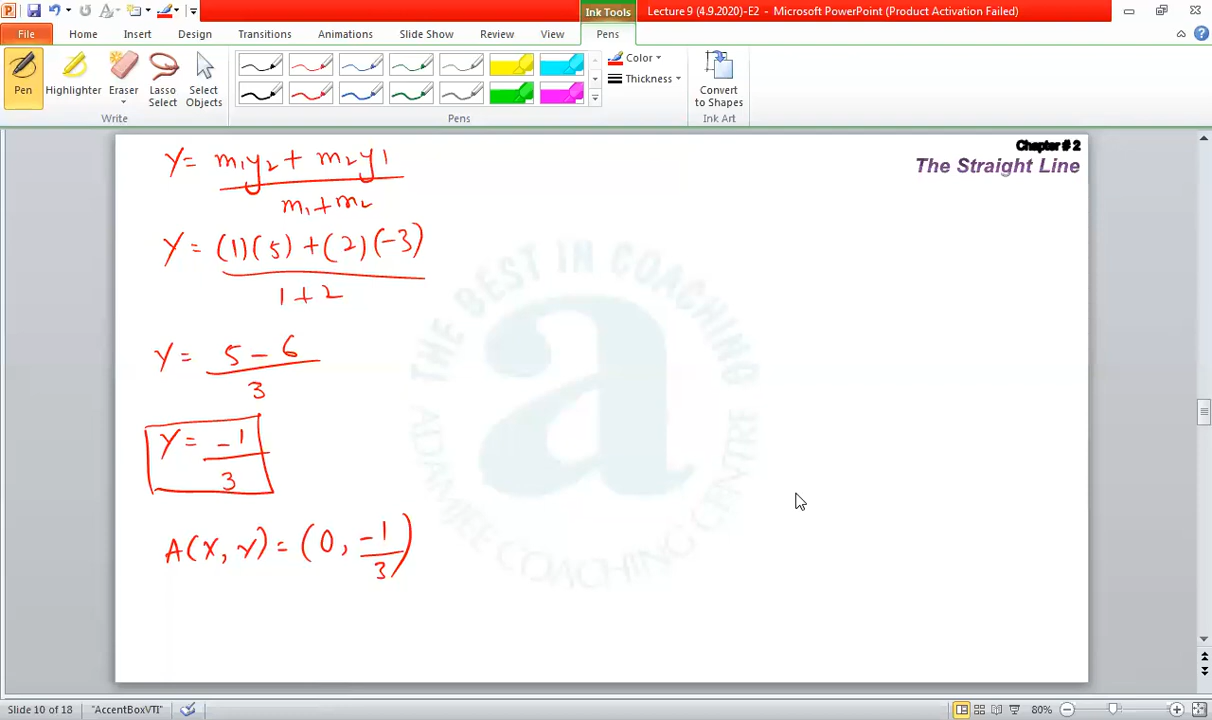 Ink Tools
Lecture 9 (4.9.2020)-E2 - Microsoft PowerPoint (Product Activation Failed)
File Home Insert Design Transitions Animations Slide Show Review View Pens
Pen Highlighter Eraser Lasso Select Select Objects
Color
Thickness
Convert to Shapes
Write Pens Ink Art
Chapter # 2
The Straight Line
y = m₁y₂ + m₂y₁
m₁+m₂
y = (1)(5) + (2)(-3)
1 + 2
y = 5 - 6
3
y = -1
3
A(x, y) = (0, -1
3)
THE BEST IN COACHING
a
ADAMJEE COACHING CENTRE
Slide 10 of 18 "AccentBoxVTI" 80%